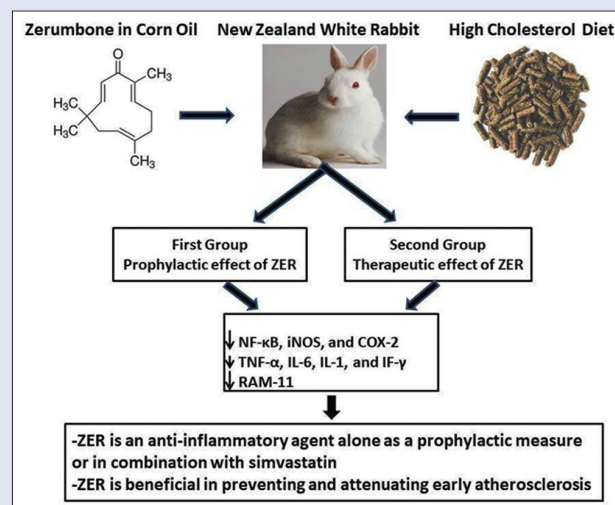 Zerumbone in Corn Oil New Zealand White Rabbit High Cholesterol Diet
O
CH₃
H₃C
H₃C
CH₃
First Group
Prophylactic effect of ZER
Second Group
Therapeutic effect of ZER
↓ NF-κB, iNOS, and COX-2
↓ TNF-α, IL-6, IL-1, and IF-γ
↓ RAM-11
-ZER is an anti-inflammatory agent alone as a prophylactic measure
or in combination with simvastatin
-ZER is beneficial in preventing and attenuating early atherosclerosis